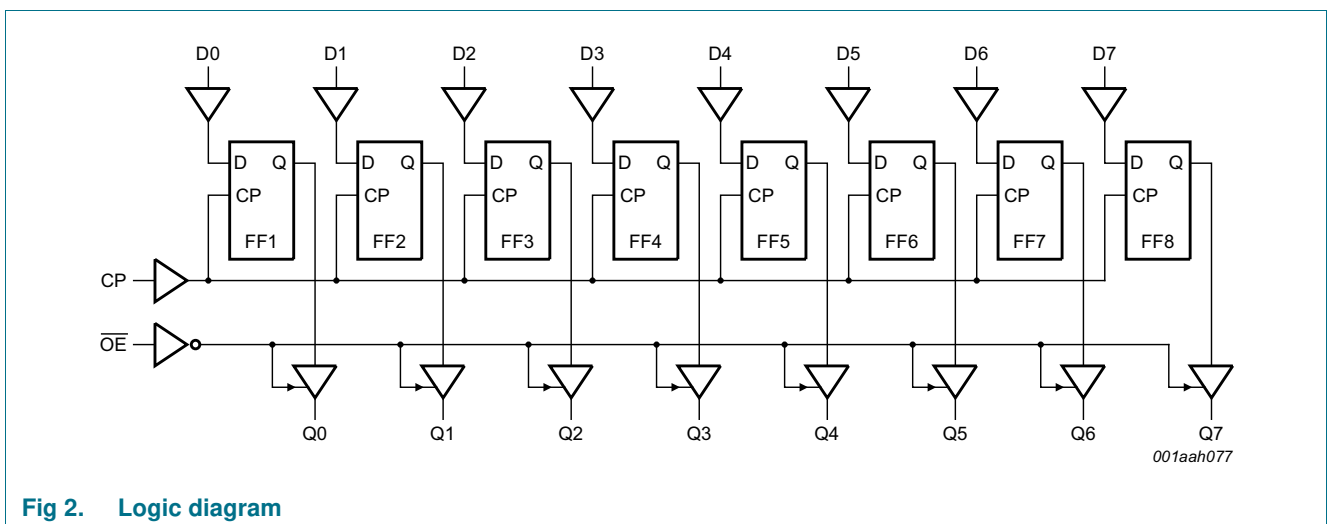 D0 D1 D2 D3 D4 D5 D6 D7
D Q D Q D Q D Q D Q D Q D Q D Q
CP CP CP CP CP CP CP CP
FF1 FF2 FF3 FF4 FF5 FF6 FF7 FF8
CP
OE
Q0 Q1 Q2 Q3 Q4 Q5 Q6 Q7
001aah077
Fig 2. Logic diagram